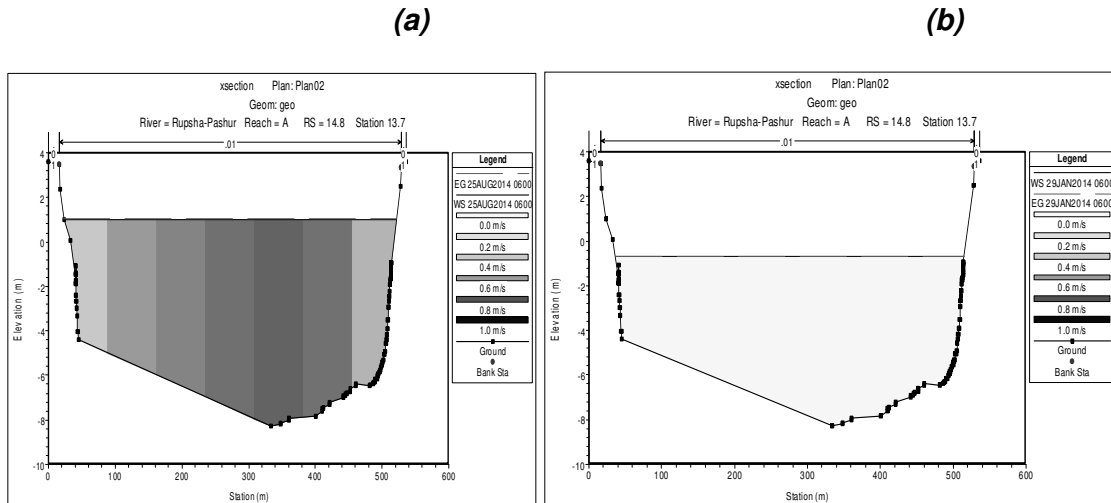 (a)
xsection Plan: Plan02
Geom: geo
River = Rupsha-Pashur Reach = A RS = 14.8 Station 13.7
.01
Legend
EG 25AUG2014 0600
WS 25AUG2014 0600
0.0 m/s
0.2 m/s
0.4 m/s
0.6 m/s
0.8 m/s
1.0 m/s
Ground
Bank Sta
4
2
0
-2
-4
-6
-8
-10
Elevation (m)
0 100 200 300 400 500 600
Station (m)
(b)
xsection Plan: Plan02
Geom: geo
River = Rupsha-Pashur Reach = A RS = 14.8 Station 13.7
.01
Legend
WS 29JAN2014 0600
EG 29JAN2014 0600
0.0 m/s
0.2 m/s
0.4 m/s
0.6 m/s
0.8 m/s
1.0 m/s
Ground
Bank Sta
4
2
0
-2
-4
-6
-8
-10
Elevation (m)
0 100 200 300 400 500 600
Station (m)